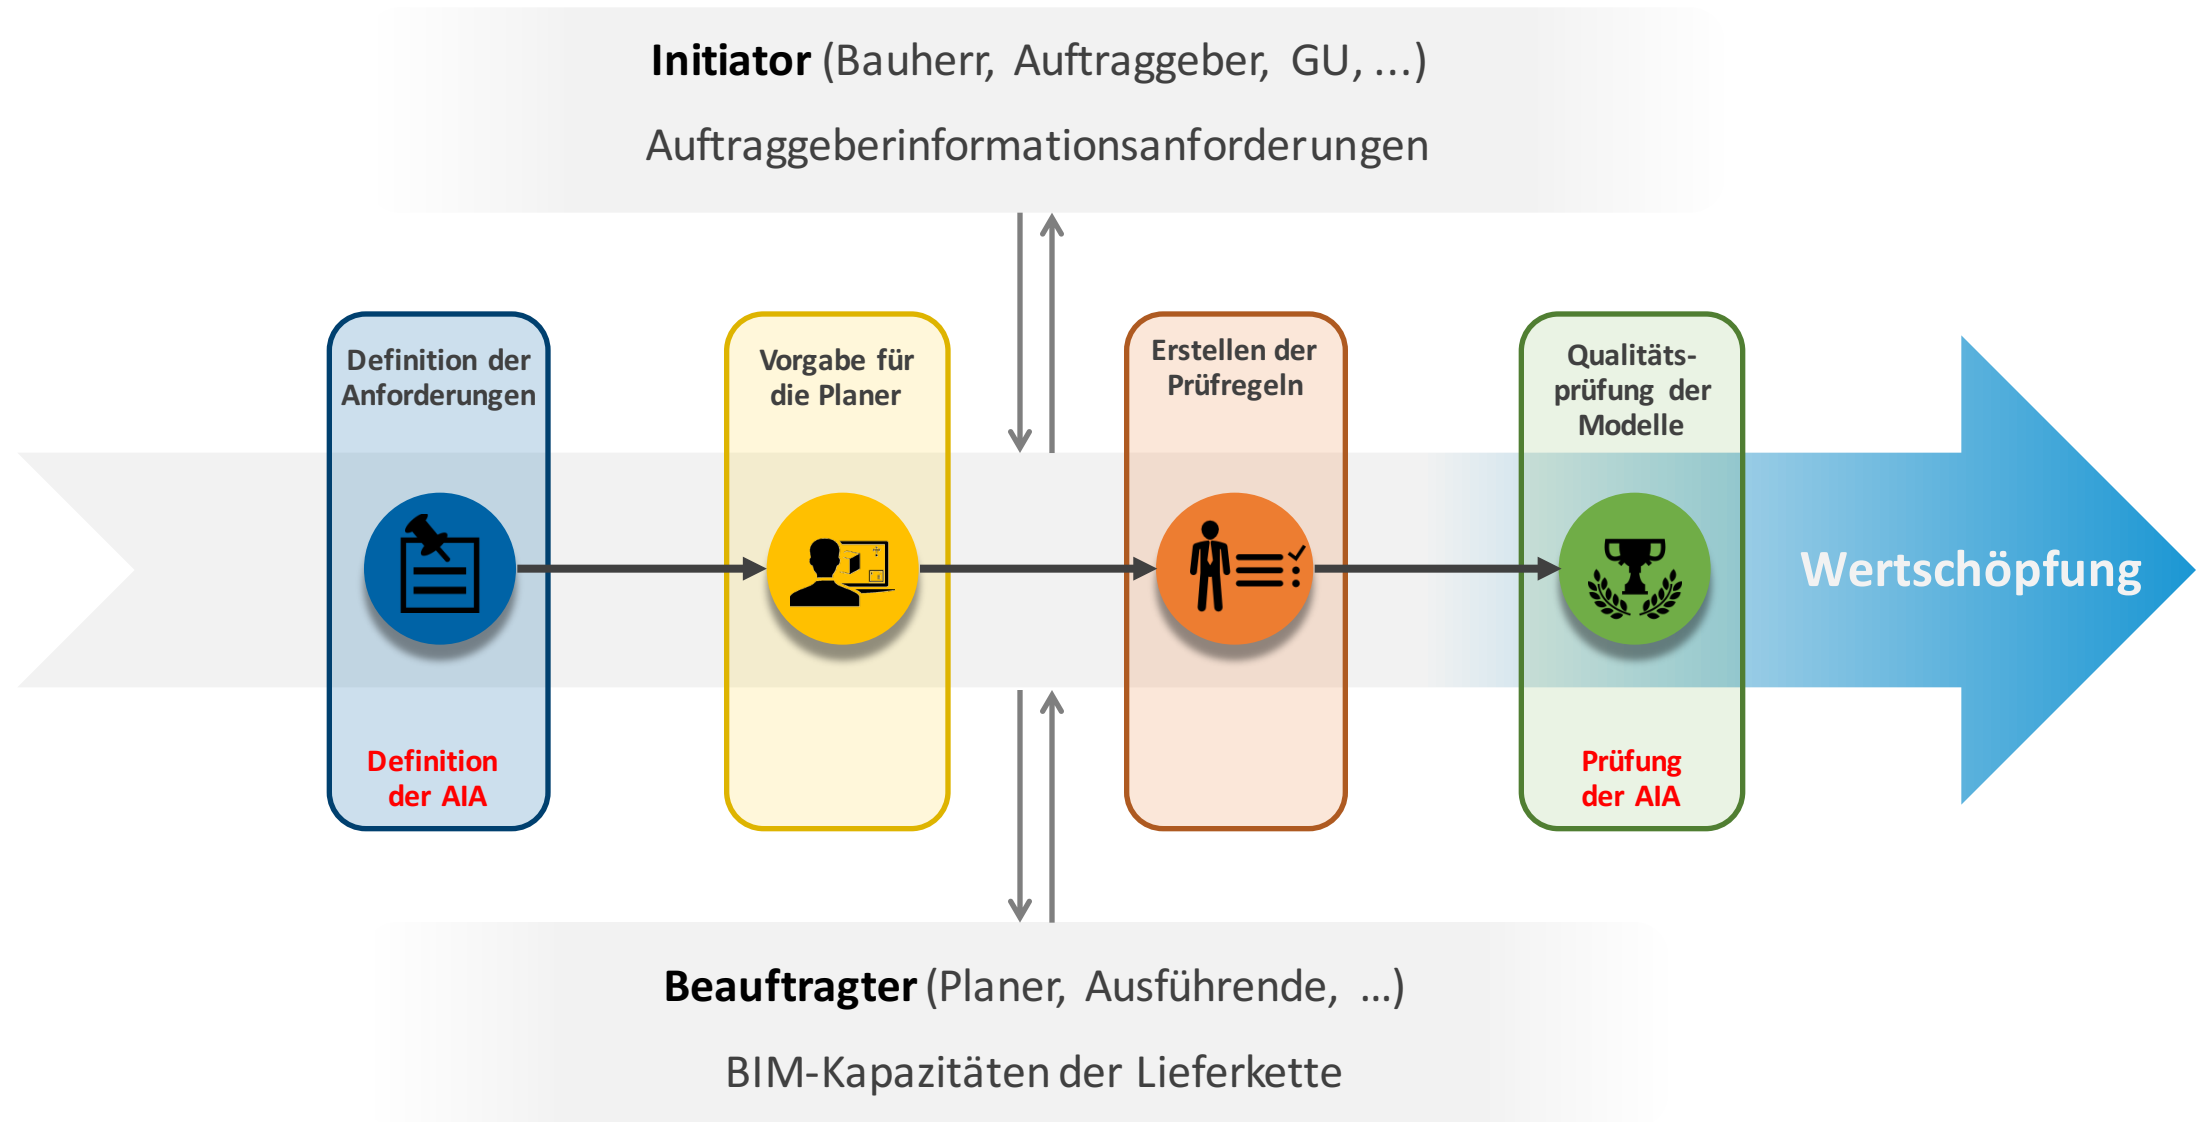 Initiator (Bauherr, Auftraggeber, GU, ...)
Auftraggeberinformationsanforderungen
Definition der
Anforderungen
Vorgabe für
die Planer
Erstellen der
Prüfregeln
Qualitäts-
prüfung der
Modelle
Wertschöpfung
Definition
der AIA
Prüfung
der AIA
Beauftragter (Planer, Ausführende, ...)
BIM-Kapazitäten der Lieferkette